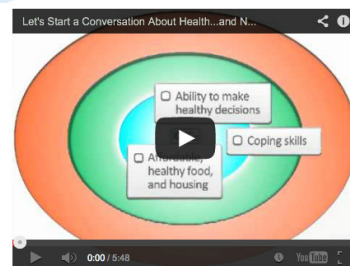 Let's Start a Conversation About Health...and N...
☐ Ability to make
healthy decisions
☐ Coping skills
☐ Affordable,
healthy food,
and housing
0:00 / 5:48
YouTube